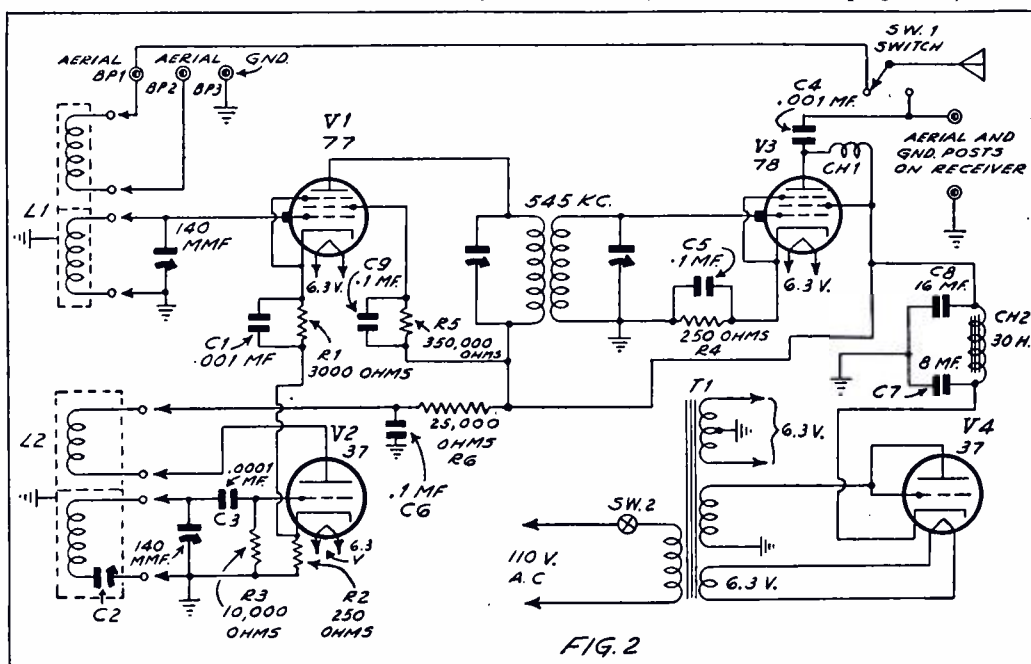 AERIAL
BP1
AERIAL
BP2
GND.
BP3
SW.1
SWITCH
C4
.001 MF.
AERIAL AND
GND. POSTS
ON RECEIVER
V1
77
V3
78
CH1
L1
140
MMF.
545 KC.
C9
.1 MF.
6.3 V.
C5
.1 MF.
6.3 V.
C1
.001 MF
R1
3000 OHMS
R5
350,000
OHMS
250 OHMS
R4
C8
16 MF.
CH2
30 H.
8 MF.
C7
L2
25,000
OHMS
R6
V2
37
.0001
MF.
C3
.1 MF
C6
T1
6.3 V.
V4
37
SW.2
110 V.
A.C
6.3 V.
140
MMF.
C2
R3
10,000
OHMS
6.3
V
R2
250
OHMS
FIG. 2